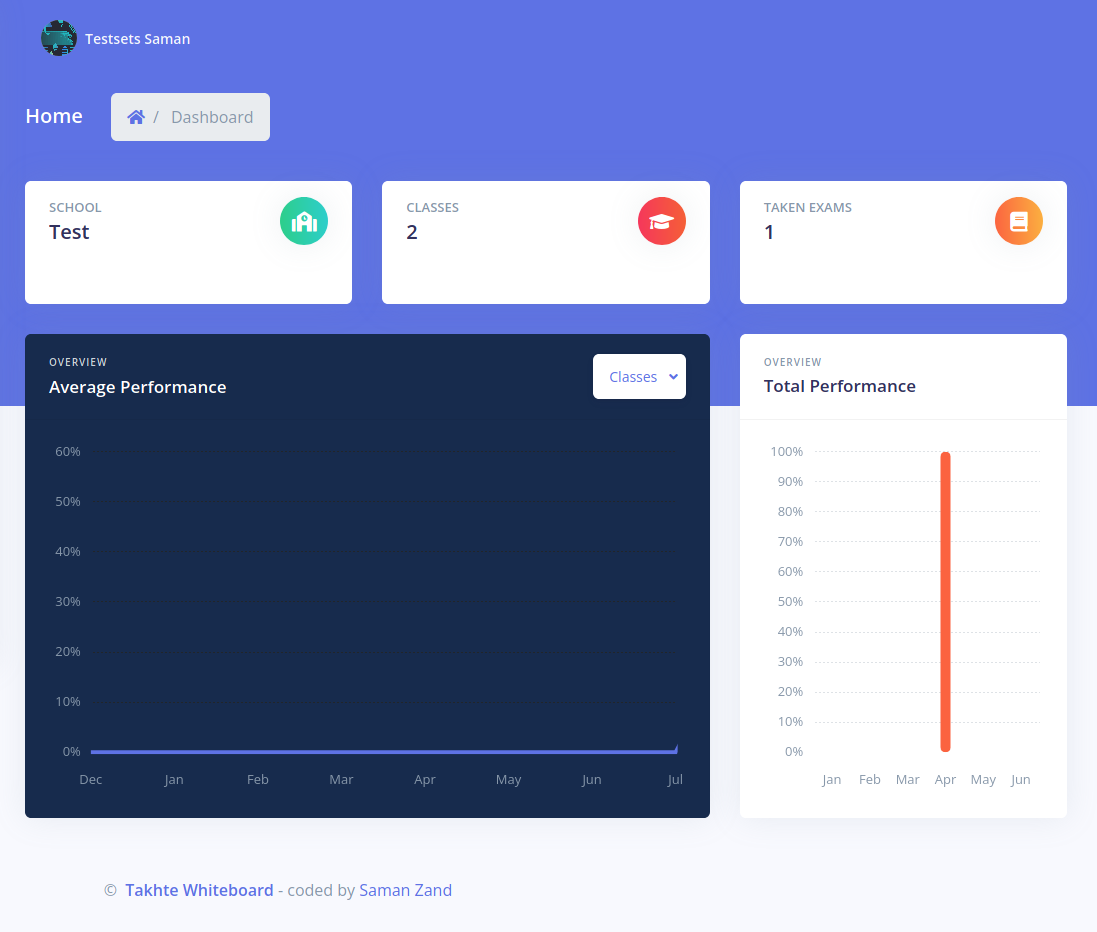 Testsets Saman
Home / Dashboard
SCHOOL
Test
CLASSES
2
TAKEN EXAMS
1
OVERVIEW
Average Performance
Classes
60%
50%
40%
30%
20%
10%
0%
Dec Jan Feb Mar Apr May Jun Jul
OVERVIEW
Total Performance
100%
90%
80%
70%
60%
50%
40%
30%
20%
10%
0%
Jan Feb Mar Apr May Jun
© Takhte Whiteboard - coded by Saman Zand